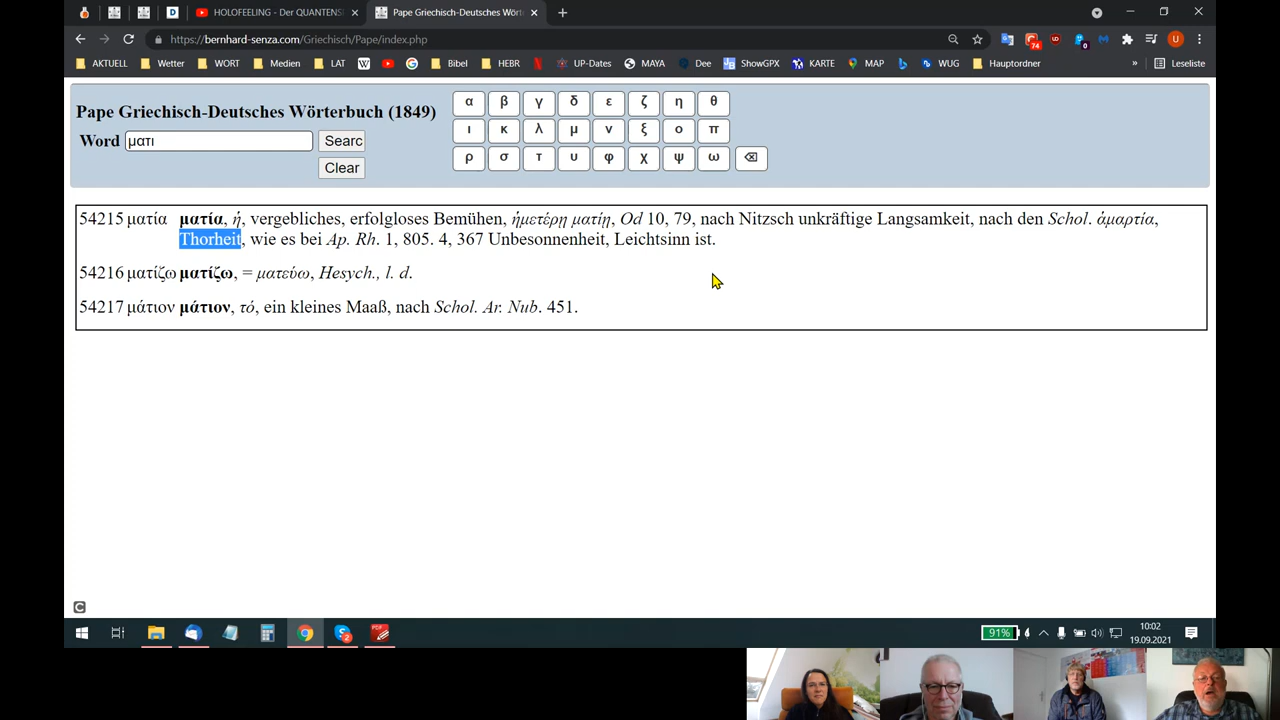 HOLOFEELING - Der QUANTENS
Pape Griechisch-Deutsches Wört
https://bernhard-senza.com/Griechisch/Pape/index.php
74
0
U
AKTUELL
Wetter
WORT
Medien
LAT
W
Google
Bibel
HEBR
UP-Dates
MAYA
Dee
ShowGPX
KARTE
MAP
WUG
Hauptordner
»
Leseliste
Pape Griechisch-Deutsches Wörterbuch (1849)
Word ματι Searc
Clear
α β γ δ ε ζ η θ
ι κ λ μ ν ξ ο π
ρ σ τ υ φ χ ψ ω
54215 ματία ματία, ἡ, vergebliches, erfolgloses Bemühen, ἡμετέρῃ ματίῃ, Od 10, 79, nach Nitzsch unkräftige Langsamkeit, nach den Schol. ἁμαρτία,
Thorheit, wie es bei Ap. Rh. 1, 805. 4, 367 Unbesonnenheit, Leichtsinn ist.
54216 ματίζω ματίζω, = ματεύω, Hesych., l. d.
54217 μάτιον μάτιον, τό, ein kleines Maaß, nach Schol. Ar. Nub. 451.
91%
10:02
19.09.2021